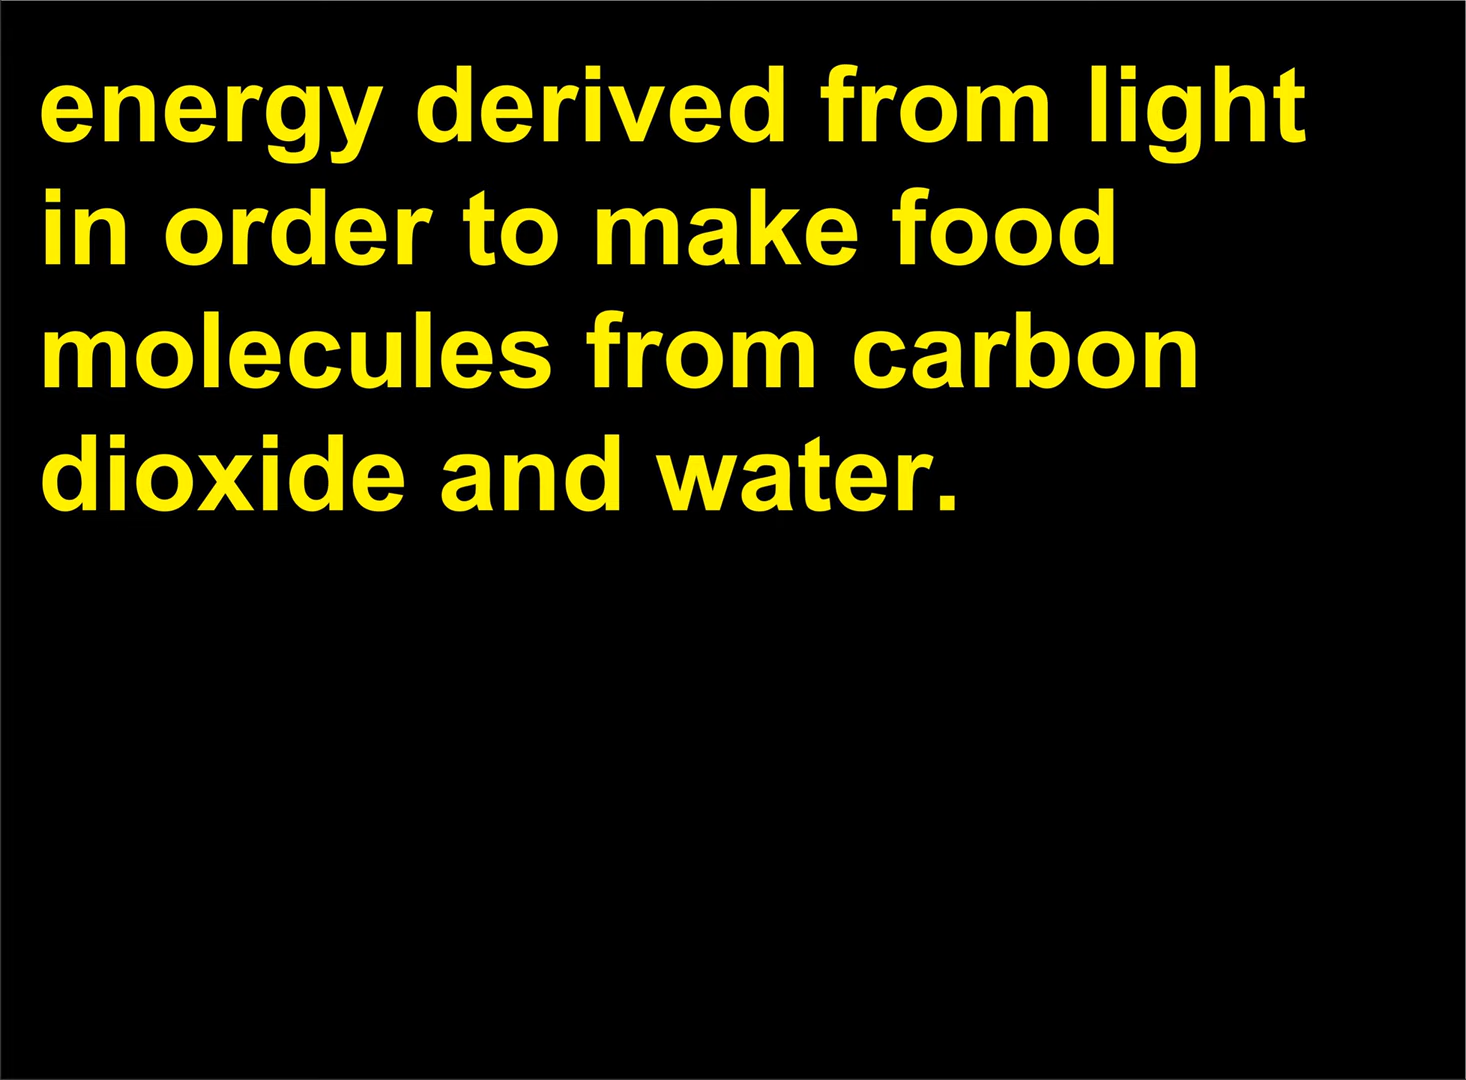 energy derived from light
in order to make food
molecules from carbon
dioxide and water.